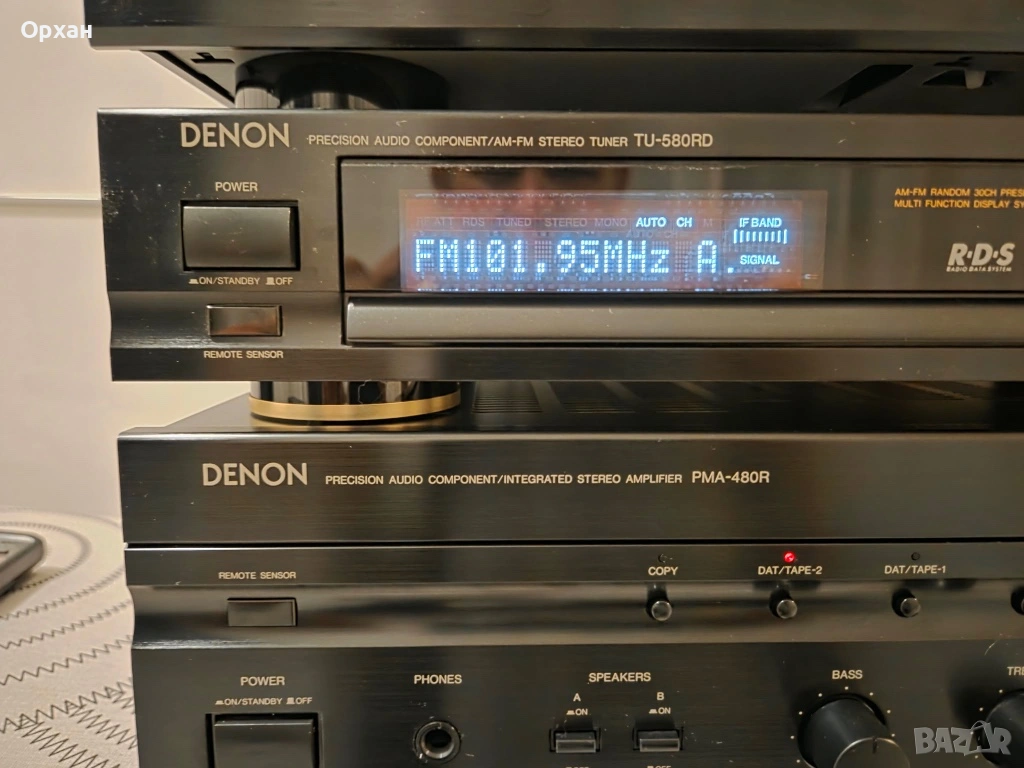 Орхан
DENON PRECISION AUDIO COMPONENT/AM-FM STEREO TUNER TU-580RD
POWER
ON/STANDBY OFF
REMOTE SENSOR
RDS TUNED STEREO MONO AUTO CH M IF BAND
FM101.95MHz A.
SIGNAL
AM-FM RANDOM 30CH
MULTI FUNCTION DISPLAY
R·D·S
RADIO DATA SYSTEM
DENON PRECISION AUDIO COMPONENT/INTEGRATED STEREO AMPLIFIER PMA-480R
REMOTE SENSOR
COPY DAT/TAPE-2 DAT/TAPE-1
POWER
ON/STANDBY OFF
PHONES
SPEAKERS
A B
ON ON
BASS
BAZAR